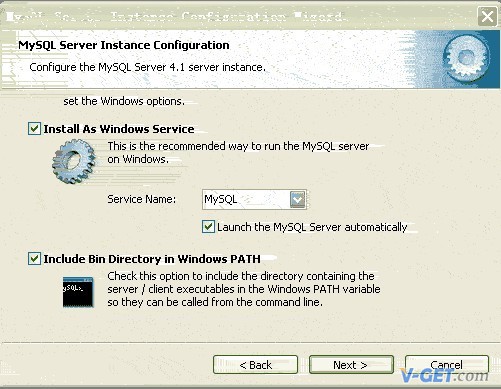 MySQL Server Instance Configuration Wizard
MySQL Server Instance Configuration
Configure the MySQL Server 4.1 server instance.
set the Windows options.
Install As Windows Service
This is the recommended way to run the MySQL server
on Windows.
Service Name:
MySQL
Launch the MySQL Server automatically
Include Bin Directory in Windows PATH
Check this option to include the directory containing the
server / client executables in the Windows PATH variable
so they can be called from the command line.
< Back
Next >
Cancel
V-GET.com